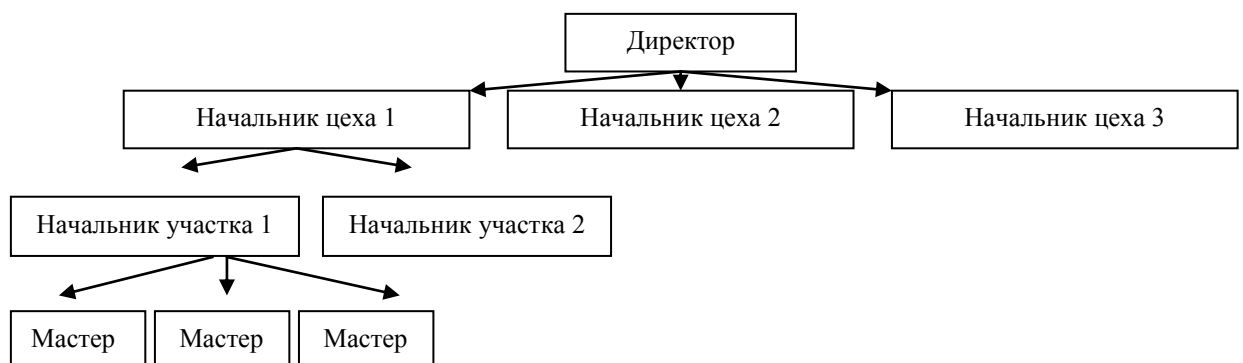 Директор
Начальник цеха 1
Начальник цеха 2
Начальник цеха 3
Начальник участка 1
Начальник участка 2
Мастер
Мастер
Мастер